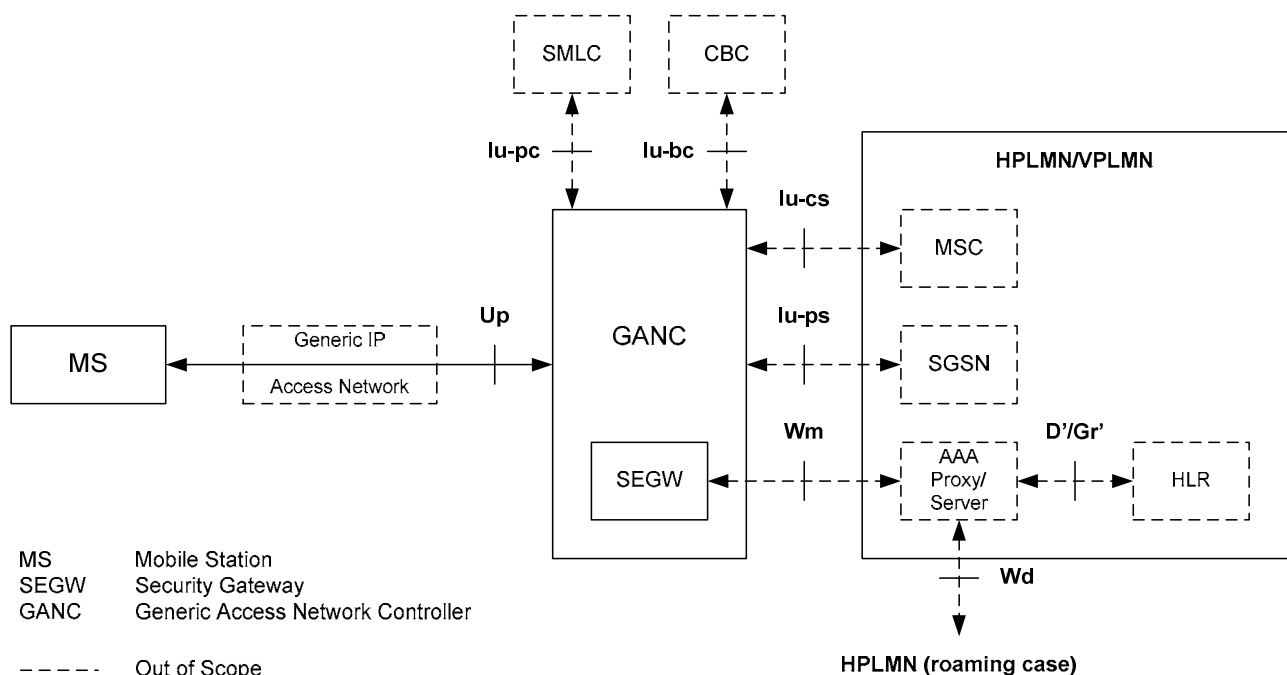 SMLC
CBC
Iu-pc
Iu-bc
HPLMN/VPLMN
Iu-cs
MSC
Up
Iu-ps
Generic IP
Access Network
MS
GANC
SGSN
Wm
D'/Gr'
SEGW
AAA
Proxy/
Server
HLR
MS Mobile Station
SEGW Security Gateway
GANC Generic Access Network Controller
Wd
Out of Scope
HPLMN (roaming case)